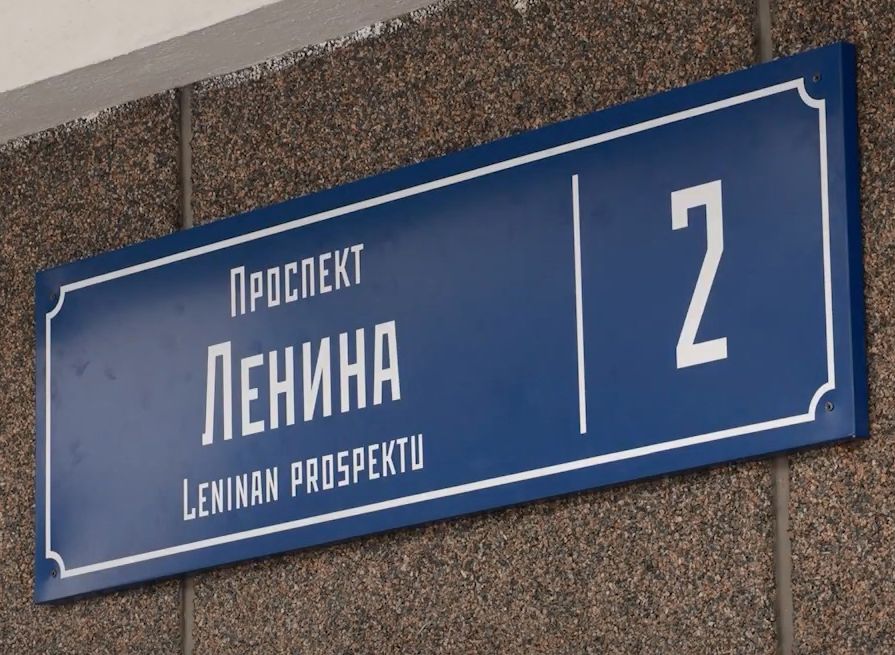 Проспект
Ленина
Leninan prospektu
2